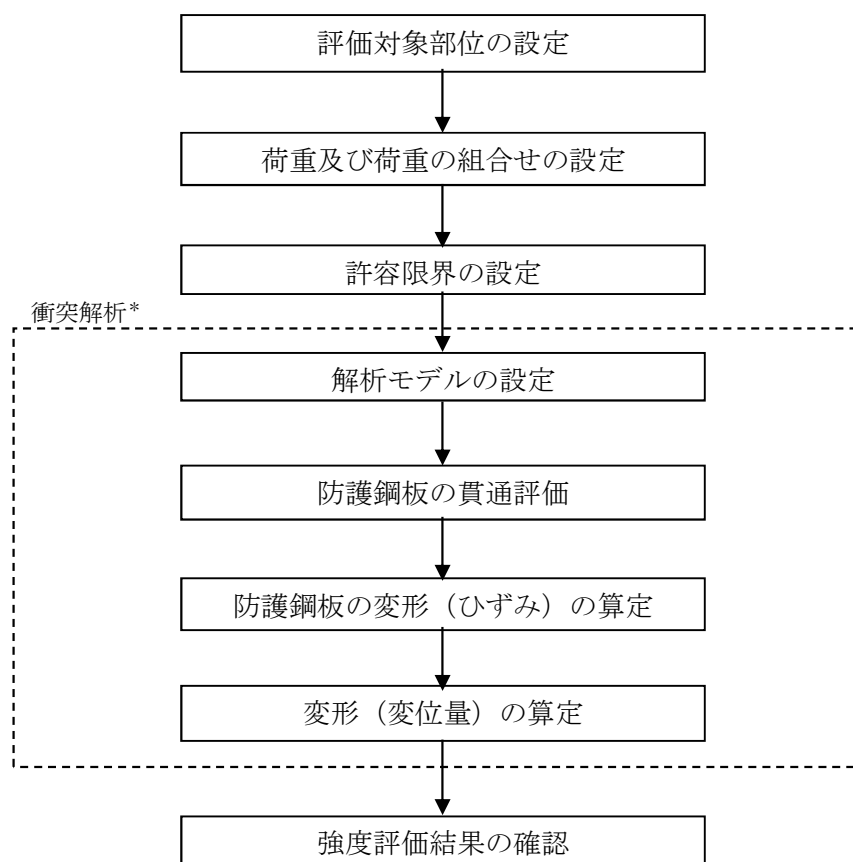 評価対象部位の設定
荷重及び荷重の組合せの設定
許容限界の設定
衝突解析*
解析モデルの設定
防護鋼板の貫通評価
防護鋼板の変形（ひずみ）の算定
変形（変位量）の算定
強度評価結果の確認